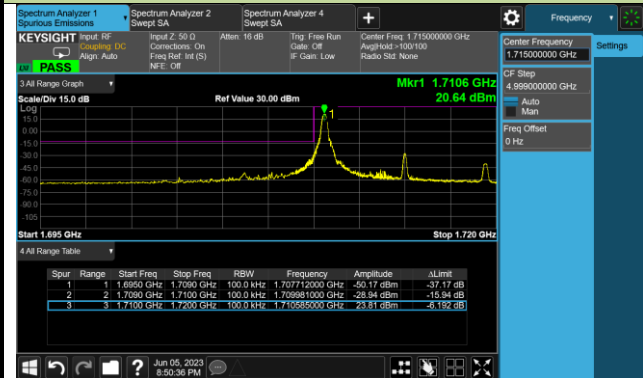 Spectrum Analyzer 1
Spurious Emissions
Spectrum Analyzer 2
Swept SA
Spectrum Analyzer 4
Swept SA
Frequency
KEYSIGHT
PASS
Input: RF
Coupling: DC
Align: Auto
Input Z: 50 Ω
Corrections: On
Freq Ref: Int (S)
NFE: Off
Atten: 16 dB
Trig: Free Run
Gate: Off
IF Gain: Low
Center Freq: 1.715000000 GHz
Avg|Hold:>100/100
Radio Std: None
Center Frequency
1.715000000 GHz
Settings
CF Step
4.999000000 GHz
Auto
Man
Freq Offset
0 Hz
3 All Range Graph
Mkr1 1.7106 GHz
Scale/Div 15.0 dB
Ref Value 30.00 dBm
20.64 dBm
Log
15.0
0.00
-15.0
-30.0
-45.0
-60.0
-75.0
-90.0
-105
1
Start 1.695 GHz
Stop 1.720 GHz
4 All Range Table
Spur Range Start Freq Stop Freq RBW Frequency Amplitude ΔLimit
1 1 1.6950 GHz 1.7090 GHz 100.0 kHz 1.707712000 GHz -50.17 dBm -37.17 dB
2 2 1.7090 GHz 1.7100 GHz 100.0 kHz 1.709981000 GHz -28.94 dBm -15.94 dB
3 3 1.7100 GHz 1.7200 GHz 100.0 kHz 1.710585000 GHz 23.81 dBm -6.192 dB
?
Jun 05, 2023
8:50:36 PM